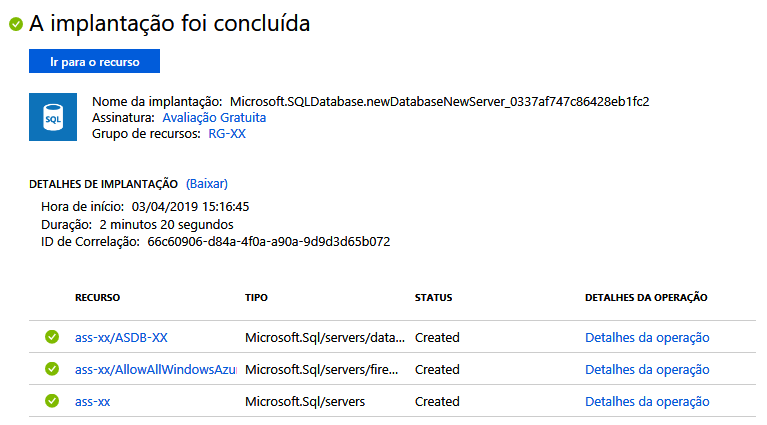 A implantação foi concluída
Ir para o recurso
SQL
Nome da implantação: Microsoft.SQLDatabase.newDatabaseNewServer_0337af747c86428eb1fc2
Assinatura: Avaliação Gratuita
Grupo de recursos: RG-XX
DETALHES DE IMPLANTAÇÃO (Baixar)
Hora de início: 03/04/2019 15:16:45
Duração: 2 minutos 20 segundos
ID de Correlação: 66c60906-d84a-4f0a-a90a-9d9d3d65b072
RECURSO TIPO STATUS DETALHES DA OPERAÇÃO
ass-xx/ASDB-XX Microsoft.Sql/servers/data... Created Detalhes da operação
ass-xx/AllowAllWindowsAzur Microsoft.Sql/servers/fire... Created Detalhes da operação
ass-xx Microsoft.Sql/servers Created Detalhes da operação